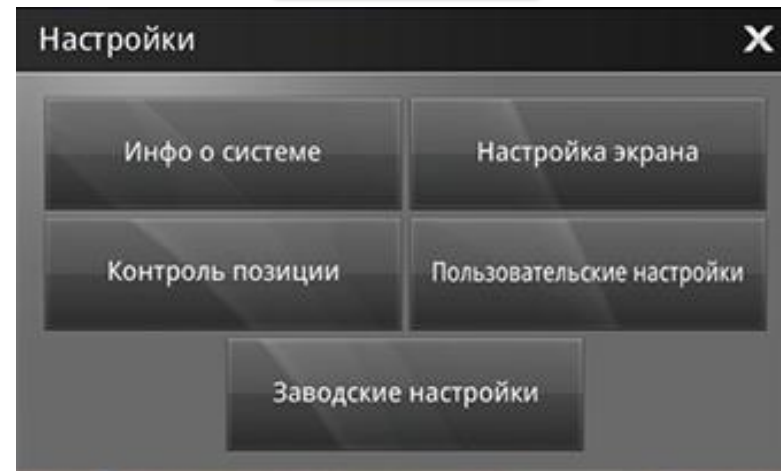 Настройки X
Инфо о системе
Настройка экрана
Контроль позиции
Пользовательские настройки
Заводские настройки